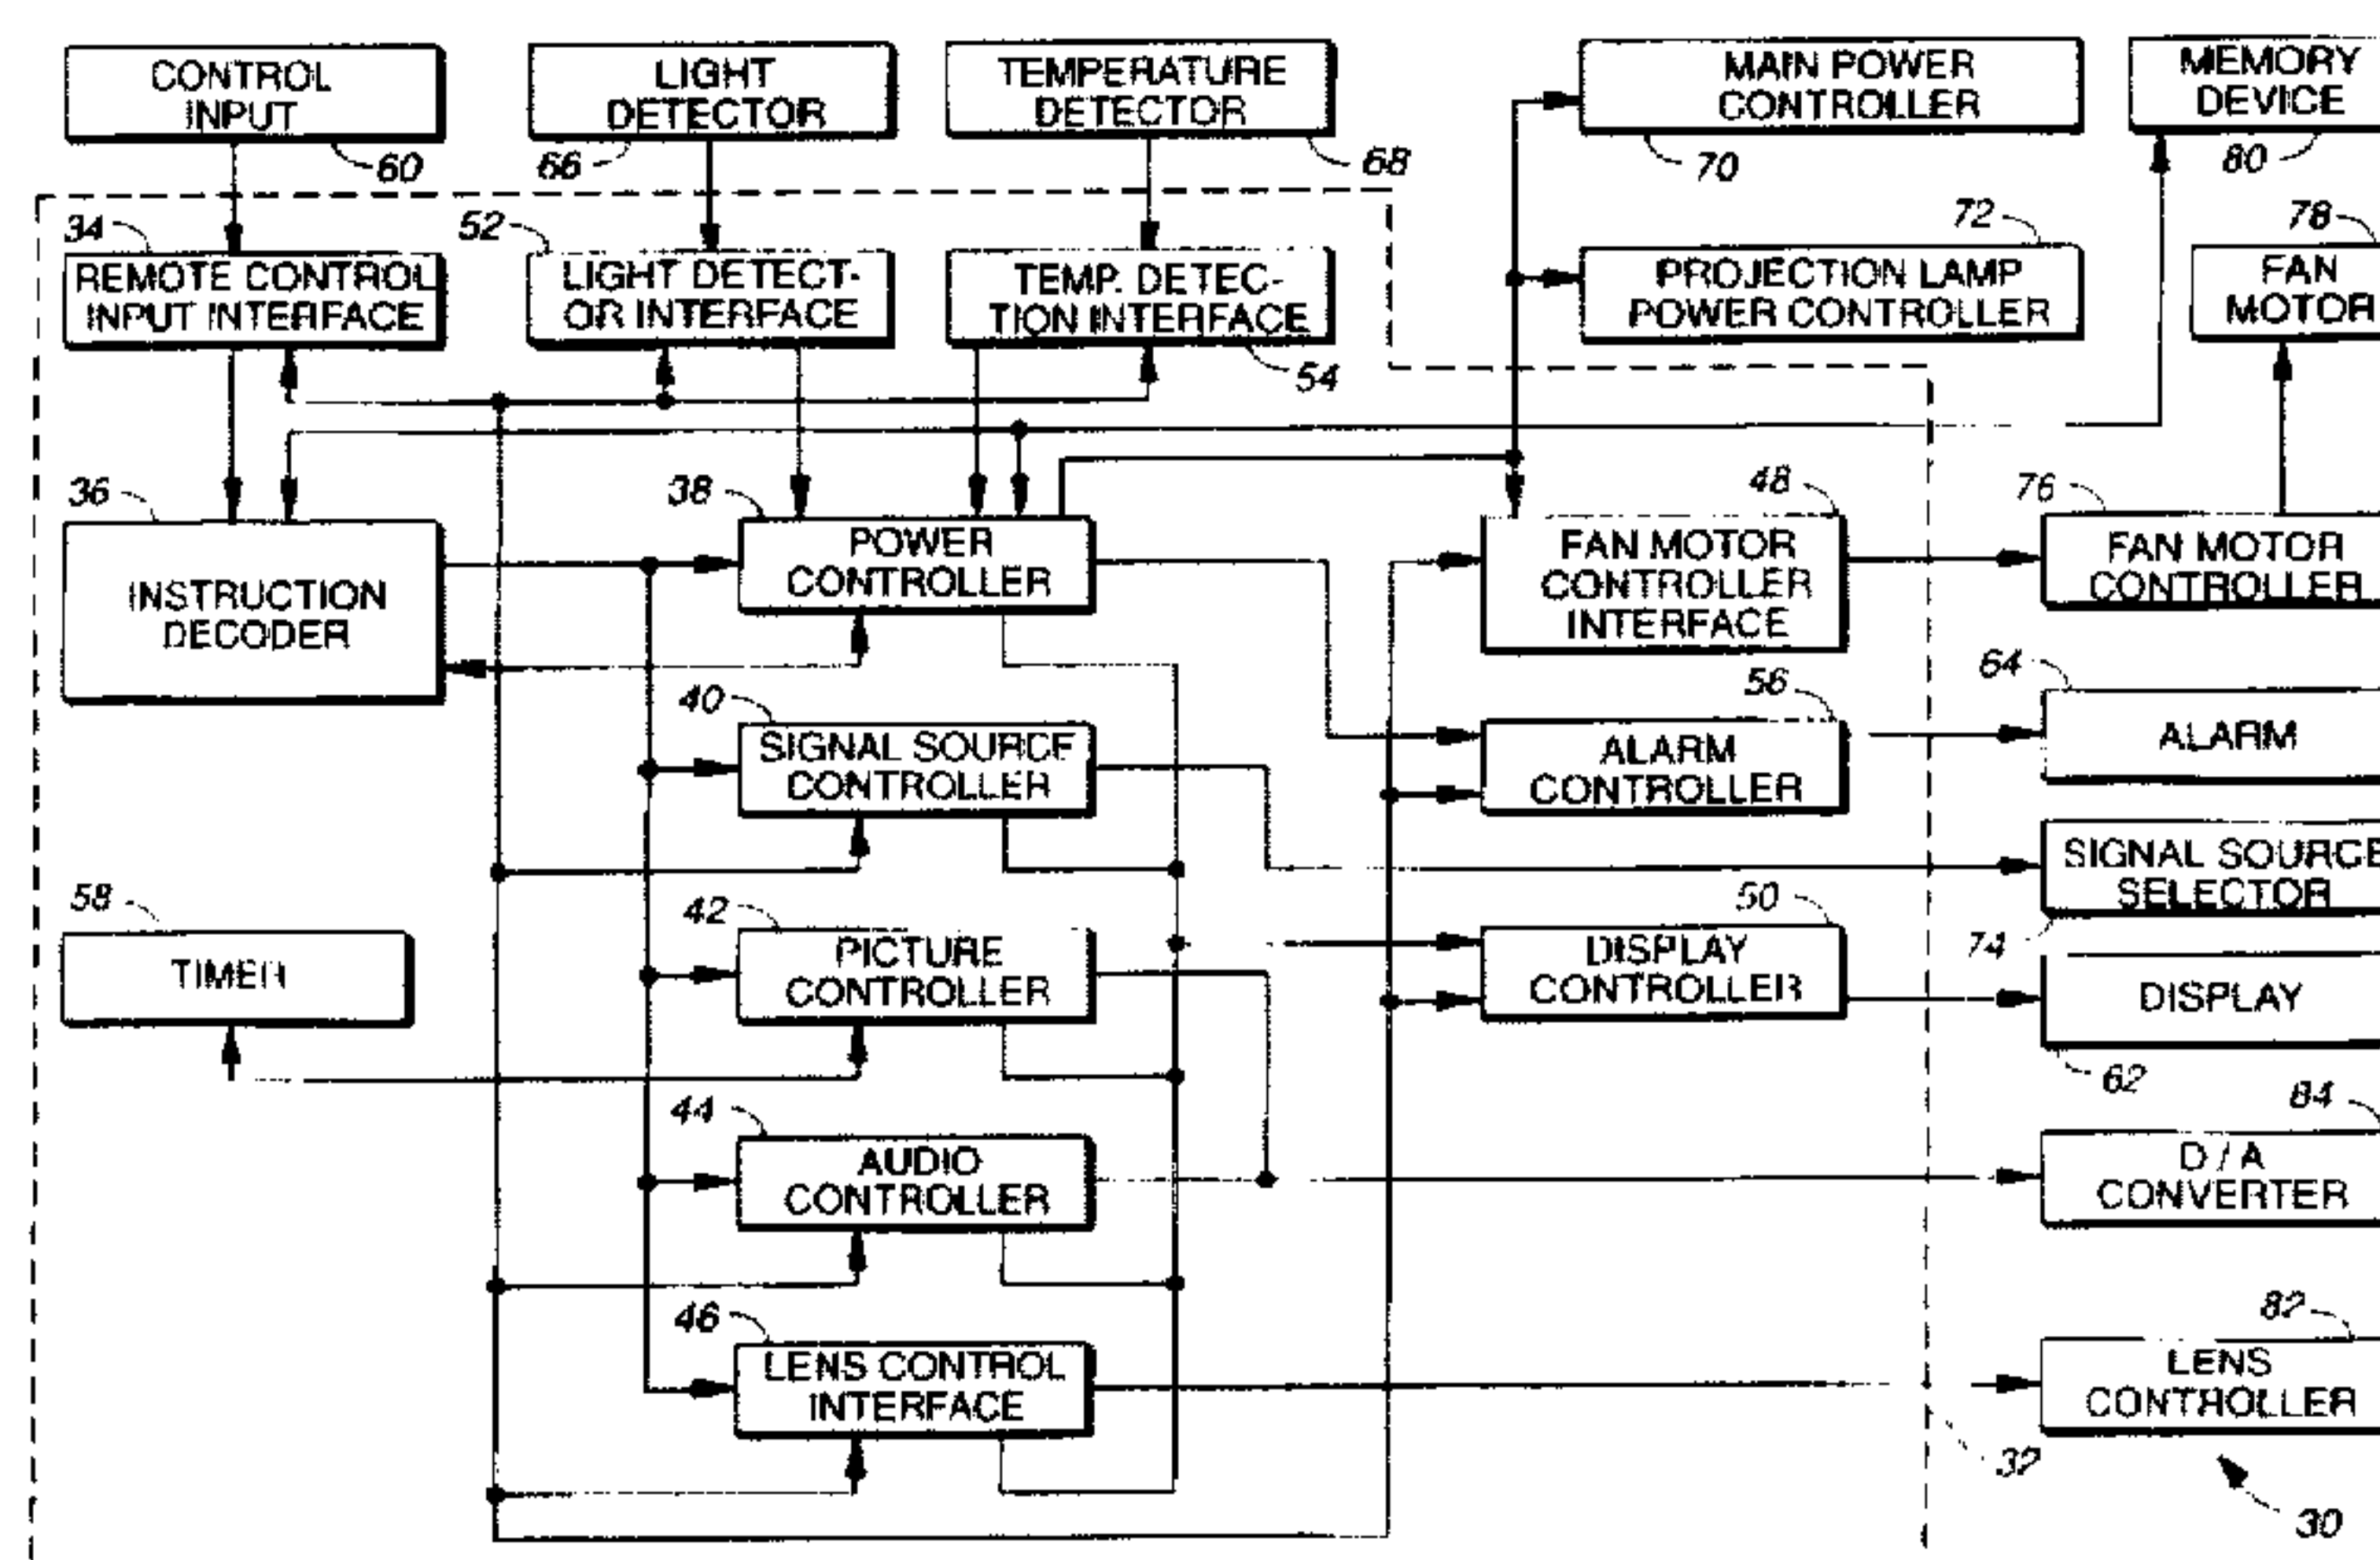 CONTROL
INPUT
60
LIGHT
DETECTOR
66
TEMPERATURE
DETECTOR
68
MAIN POWER
CONTROLLER
70
MEMORY
DEVICE
80
34
REMOTE CONTROL
INPUT INTERFACE
52
LIGHT DETECT-
OR INTERFACE
TEMP. DETEC-
TION INTERFACE
54
72
PROJECTION LAMP
POWER CONTROLLER
78
FAN
MOTOR
36
INSTRUCTION
DECODER
38
POWER
CONTROLLER
48
FAN MOTOR
CONTROLLER
INTERFACE
76
FAN MOTOR
CONTROLLER
40
SIGNAL SOURCE
CONTROLLER
56
ALARM
CONTROLLER
64
ALARM
SIGNAL SOURCE
SELECTOR
74
58
TIMER
42
PICTURE
CONTROLLER
50
DISPLAY
CONTROLLER
DISPLAY
62
44
AUDIO
CONTROLLER
84
D / A
CONVERTER
46
LENS CONTROL
INTERFACE
82
LENS
CONTROLLER
32
30